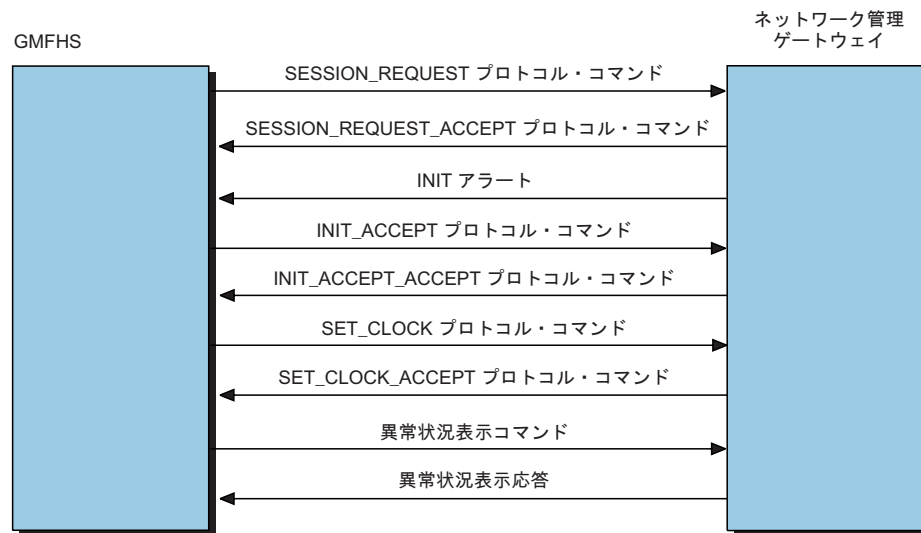 GMFHS
ネットワーク管理
ゲートウェイ
SESSION_REQUEST プロトコル・コマンド
SESSION_REQUEST_ACCEPT プロトコル・コマンド
INIT アラート
INIT_ACCEPT プロトコル・コマンド
INIT_ACCEPT_ACCEPT プロトコル・コマンド
SET_CLOCK プロトコル・コマンド
SET_CLOCK_ACCEPT プロトコル・コマンド
異常状況表示コマンド
異常状況表示応答